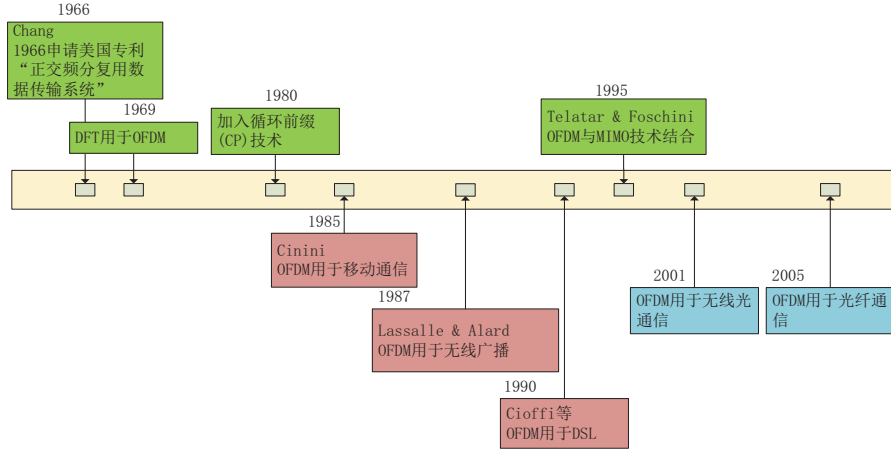 1966
Chang
1966申请美国专利
“正交频分复用数
据传输系统”
1969
DFT用于OFDM
1980
加入循环前缀
(CP)技术
1995
Telatar & Foschini
OFDM与MIMO技术结合
1985
Cinini
OFDM用于移动通信
1987
Lassalle & Alard
OFDM用于无线广播
1990
Cioffi等
OFDM用于DSL
2001
OFDM用于无线光
通信
2005
OFDM用于光纤通
信